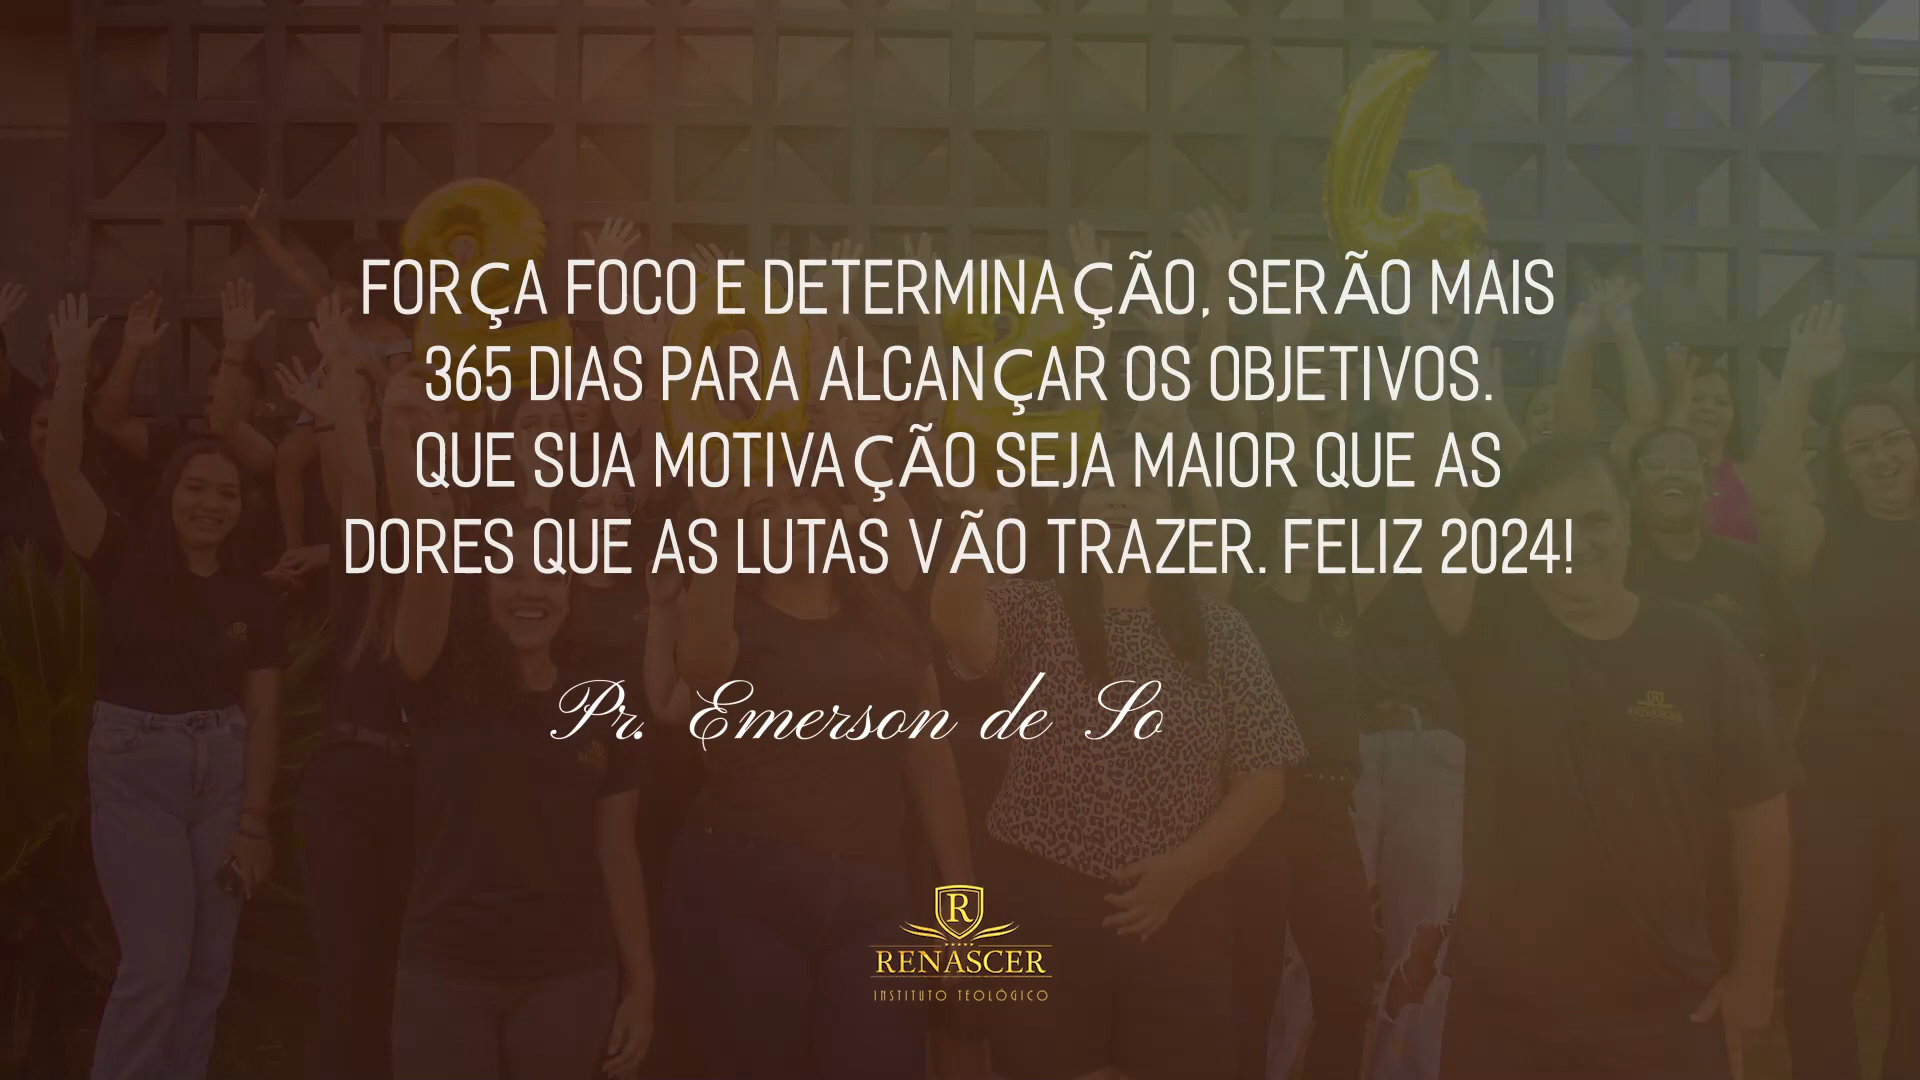 FORÇA FOCO E DETERMINAÇÃO, SERÃO MAIS
365 DIAS PARA ALCANÇAR OS OBJETIVOS.
QUE SUA MOTIVAÇÃO SEJA MAIOR QUE AS
DORES QUE AS LUTAS VÃO TRAZER. FELIZ 2024!
Pr. Emerson de So
R
RENASCER
INSTITUTO TEOLÓGICO